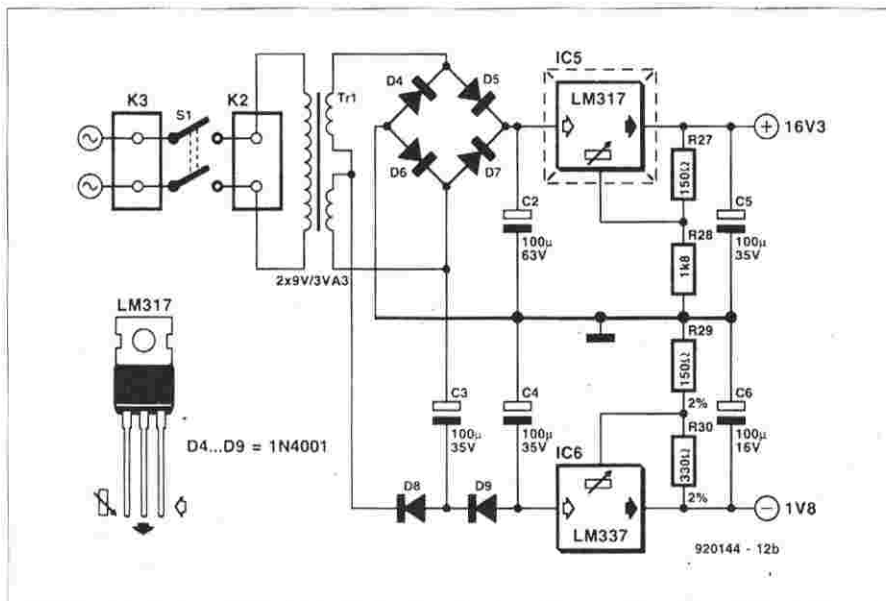 K3
S1
K2
Tr1
2x9V/3VA3
D4
D5
D6
D7
C2
100μ
63V
IC5
LM317
R27
150Ω
R28
1k8
C5
100μ
35V
+ 16V3
LM317
D4...D9 = 1N4001
C3
100μ
35V
C4
100μ
35V
D8
D9
IC6
LM337
R29
150Ω
2%
R30
330Ω
2%
C6
100μ
16V
− 1V8
920144 - 12b